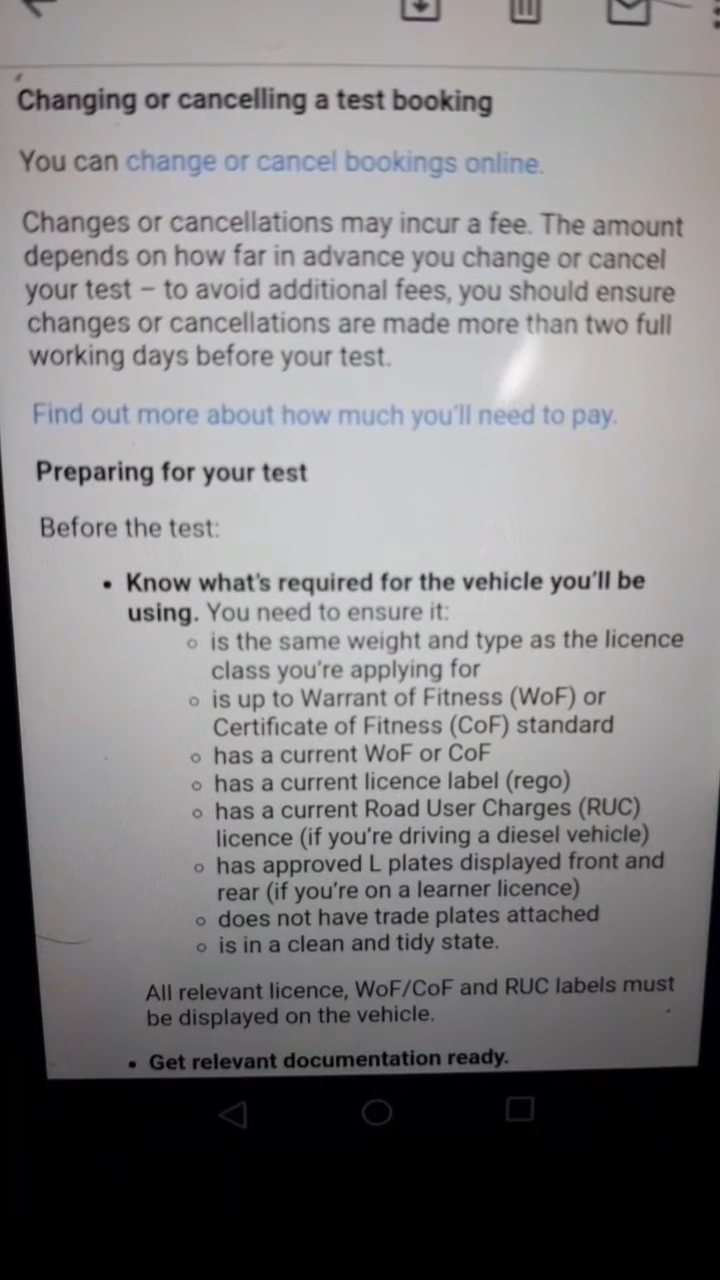 Changing or cancelling a test booking
You can change or cancel bookings online.
Changes or cancellations may incur a fee. The amount
depends on how far in advance you change or cancel
your test – to avoid additional fees, you should ensure
changes or cancellations are made more than two full
working days before your test.
Find out more about how much you'll need to pay.
Preparing for your test
Before the test:
• Know what's required for the vehicle you'll be
using. You need to ensure it:
○ is the same weight and type as the licence
class you're applying for
○ is up to Warrant of Fitness (WoF) or
Certificate of Fitness (CoF) standard
○ has a current WoF or CoF
○ has a current licence label (rego)
○ has a current Road User Charges (RUC)
licence (if you're driving a diesel vehicle)
○ has approved L plates displayed front and
rear (if you're on a learner licence)
○ does not have trade plates attached
○ is in a clean and tidy state.
All relevant licence, WoF/CoF and RUC labels must
be displayed on the vehicle.
• Get relevant documentation ready.